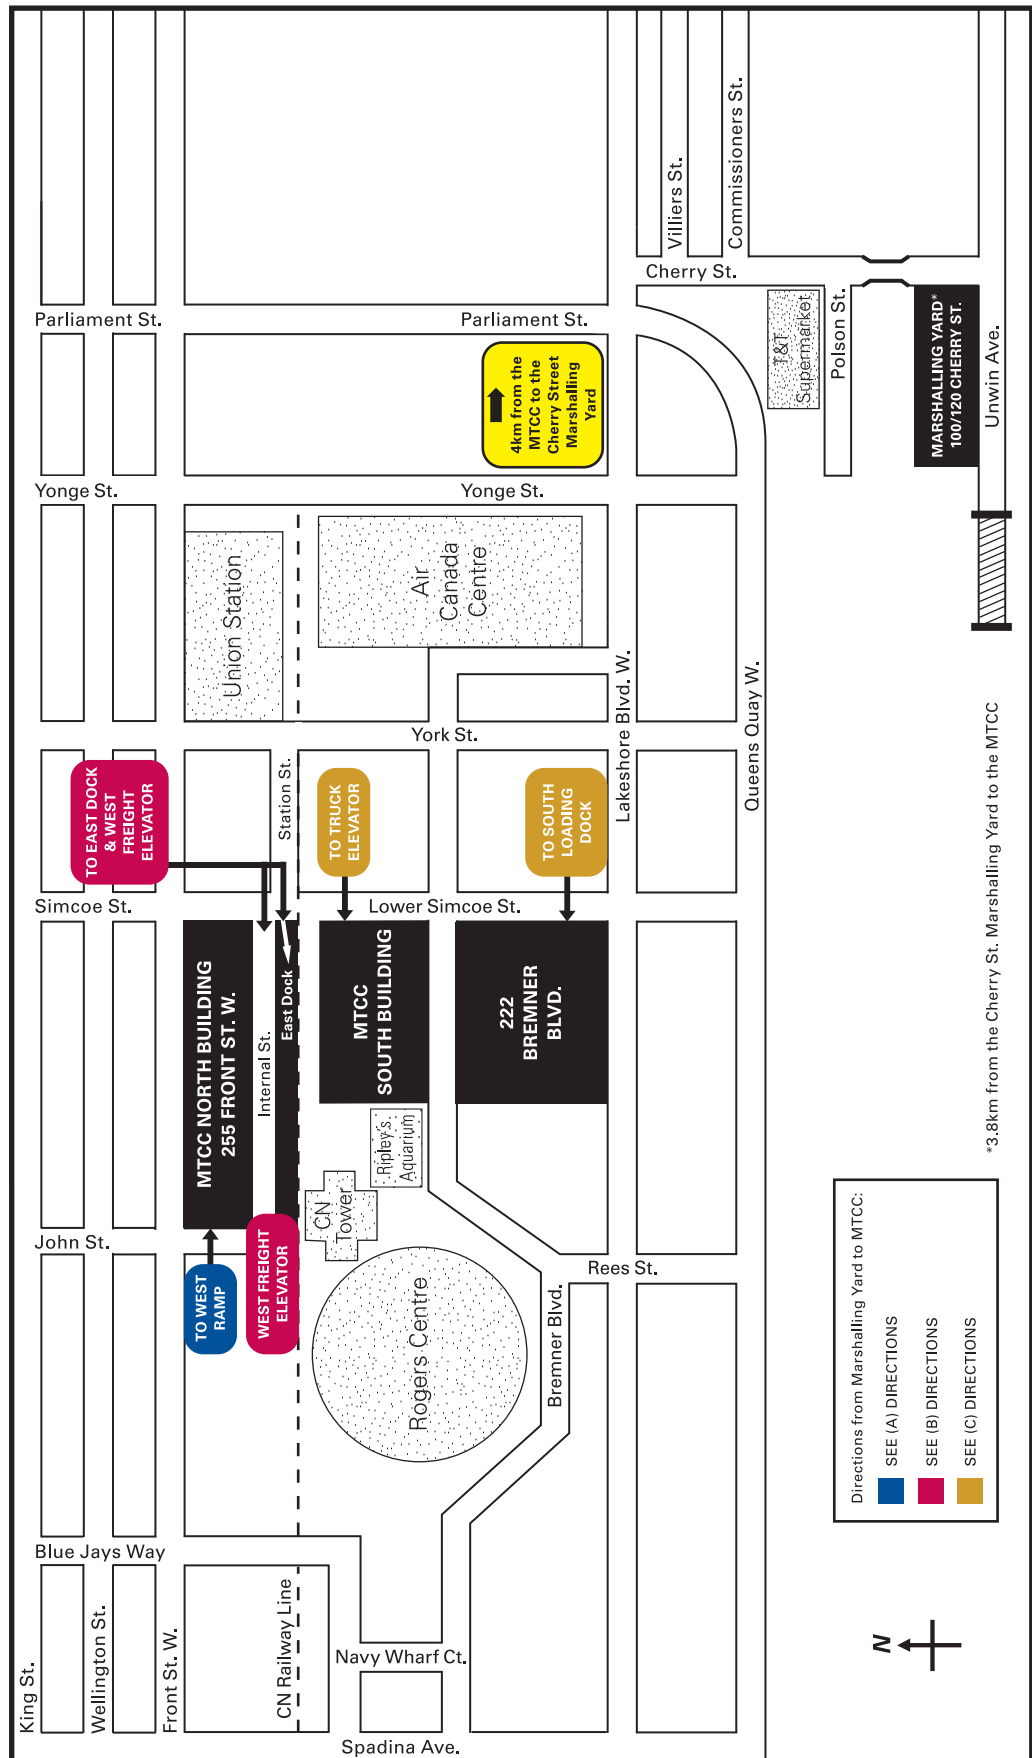 Parliament St.
Parliament St.
Yonge St.
Yonge St.
York St.
Simcoe St.
Lower Simcoe St.
John St.
Rees St.
Blue Jays Way
Navy Wharf Ct.
Spadina Ave.
Cherry St.
King St.
Wellington St.
Front St. W.
CN Railway Line
Station St.
Internal St.
Bremner Blvd.
Lakeshore Blvd. W.
Queens Quay W.
Villiers St.
Commissioners St.
Polson St.
Unwin Ave.
T&T
Supermarket
MARSHALLING YARD*
100/120 CHERRY ST.
4km from the
MTCC to the
Cherry Street
Marshalling
Yard
Union Station
Air
Canada
Centre
TO EAST DOCK
& WEST
FREIGHT
ELEVATOR
TO TRUCK
ELEVATOR
TO SOUTH
LOADING
DOCK
MTCC NORTH BUILDING
255 FRONT ST. W.
East Dock
MTCC
SOUTH BUILDING
222
BREMNER
BLVD.
Ripley's
Aquarium
CN
Tower
Rogers Centre
TO WEST
RAMP
WEST FREIGHT
ELEVATOR
*3.8km from the Cherry St. Marshalling Yard to the MTCC
Directions from Marshalling Yard to MTCC:
SEE (A) DIRECTIONS
SEE (B) DIRECTIONS
SEE (C) DIRECTIONS
N